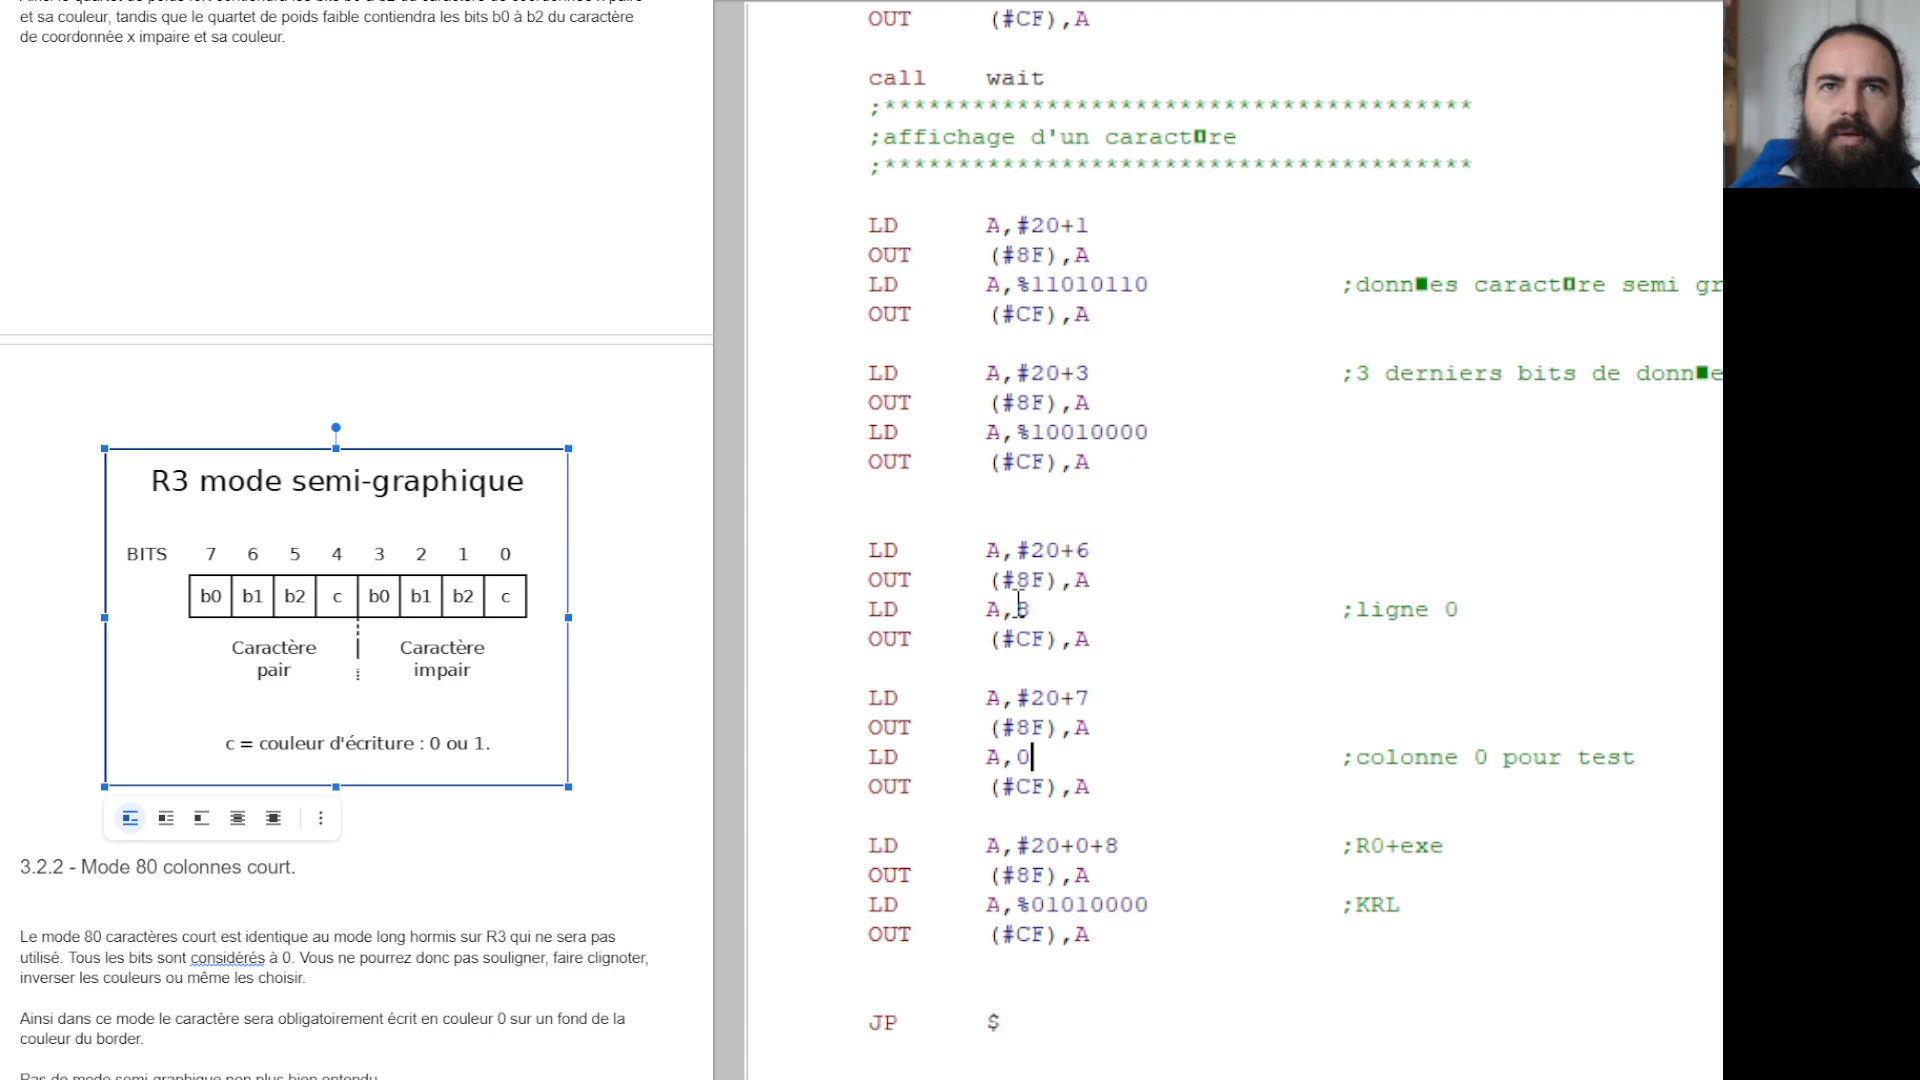 et sa couleur, tandis que le quartet de poids faible contiendra les bits b0 à b2 du caractère
de coordonnée x impaire et sa couleur.
R3 mode semi-graphique
BITS 7 6 5 4 3 2 1 0
b0 b1 b2 c b0 b1 b2 c
Caractère pair
Caractère impair
c = couleur d'écriture : 0 ou 1.
3.2.2 - Mode 80 colonnes court.
Le mode 80 caractères court est identique au mode long hormis sur R3 qui ne sera pas
utilisé. Tous les bits sont considérés à 0. Vous ne pourrez donc pas souligner, faire clignoter,
inverser les couleurs ou même les choisir.
Ainsi dans ce mode le caractère sera obligatoirement écrit en couleur 0 sur un fond de la
couleur du border.
Pas de mode semi-graphique non plus bien entendu
OUT (#CF),A
call wait
;****************************************
;affichage d'un caract▯re
;****************************************
LD A,#20+1
OUT (#8F),A
LD A,%11010110 ;donn■es caract▯re semi gr
OUT (#CF),A
LD A,#20+3 ;3 derniers bits de donn■e
OUT (#8F),A
LD A,%10010000
OUT (#CF),A
LD A,#20+6
OUT (#8F),A
LD A,8 ;ligne 0
OUT (#CF),A
LD A,#20+7
OUT (#8F),A
LD A,0 ;colonne 0 pour test
OUT (#CF),A
LD A,#20+0+8 ;R0+exe
OUT (#8F),A
LD A,%01010000 ;KRL
OUT (#CF),A
JP $